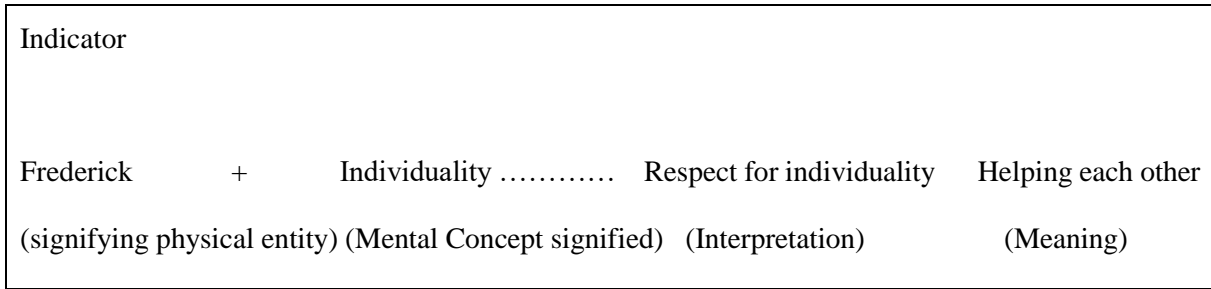 Indicator
Frederick + Individuality ………… Respect for individuality Helping each other
(signifying physical entity) (Mental Concept signified) (Interpretation) (Meaning)